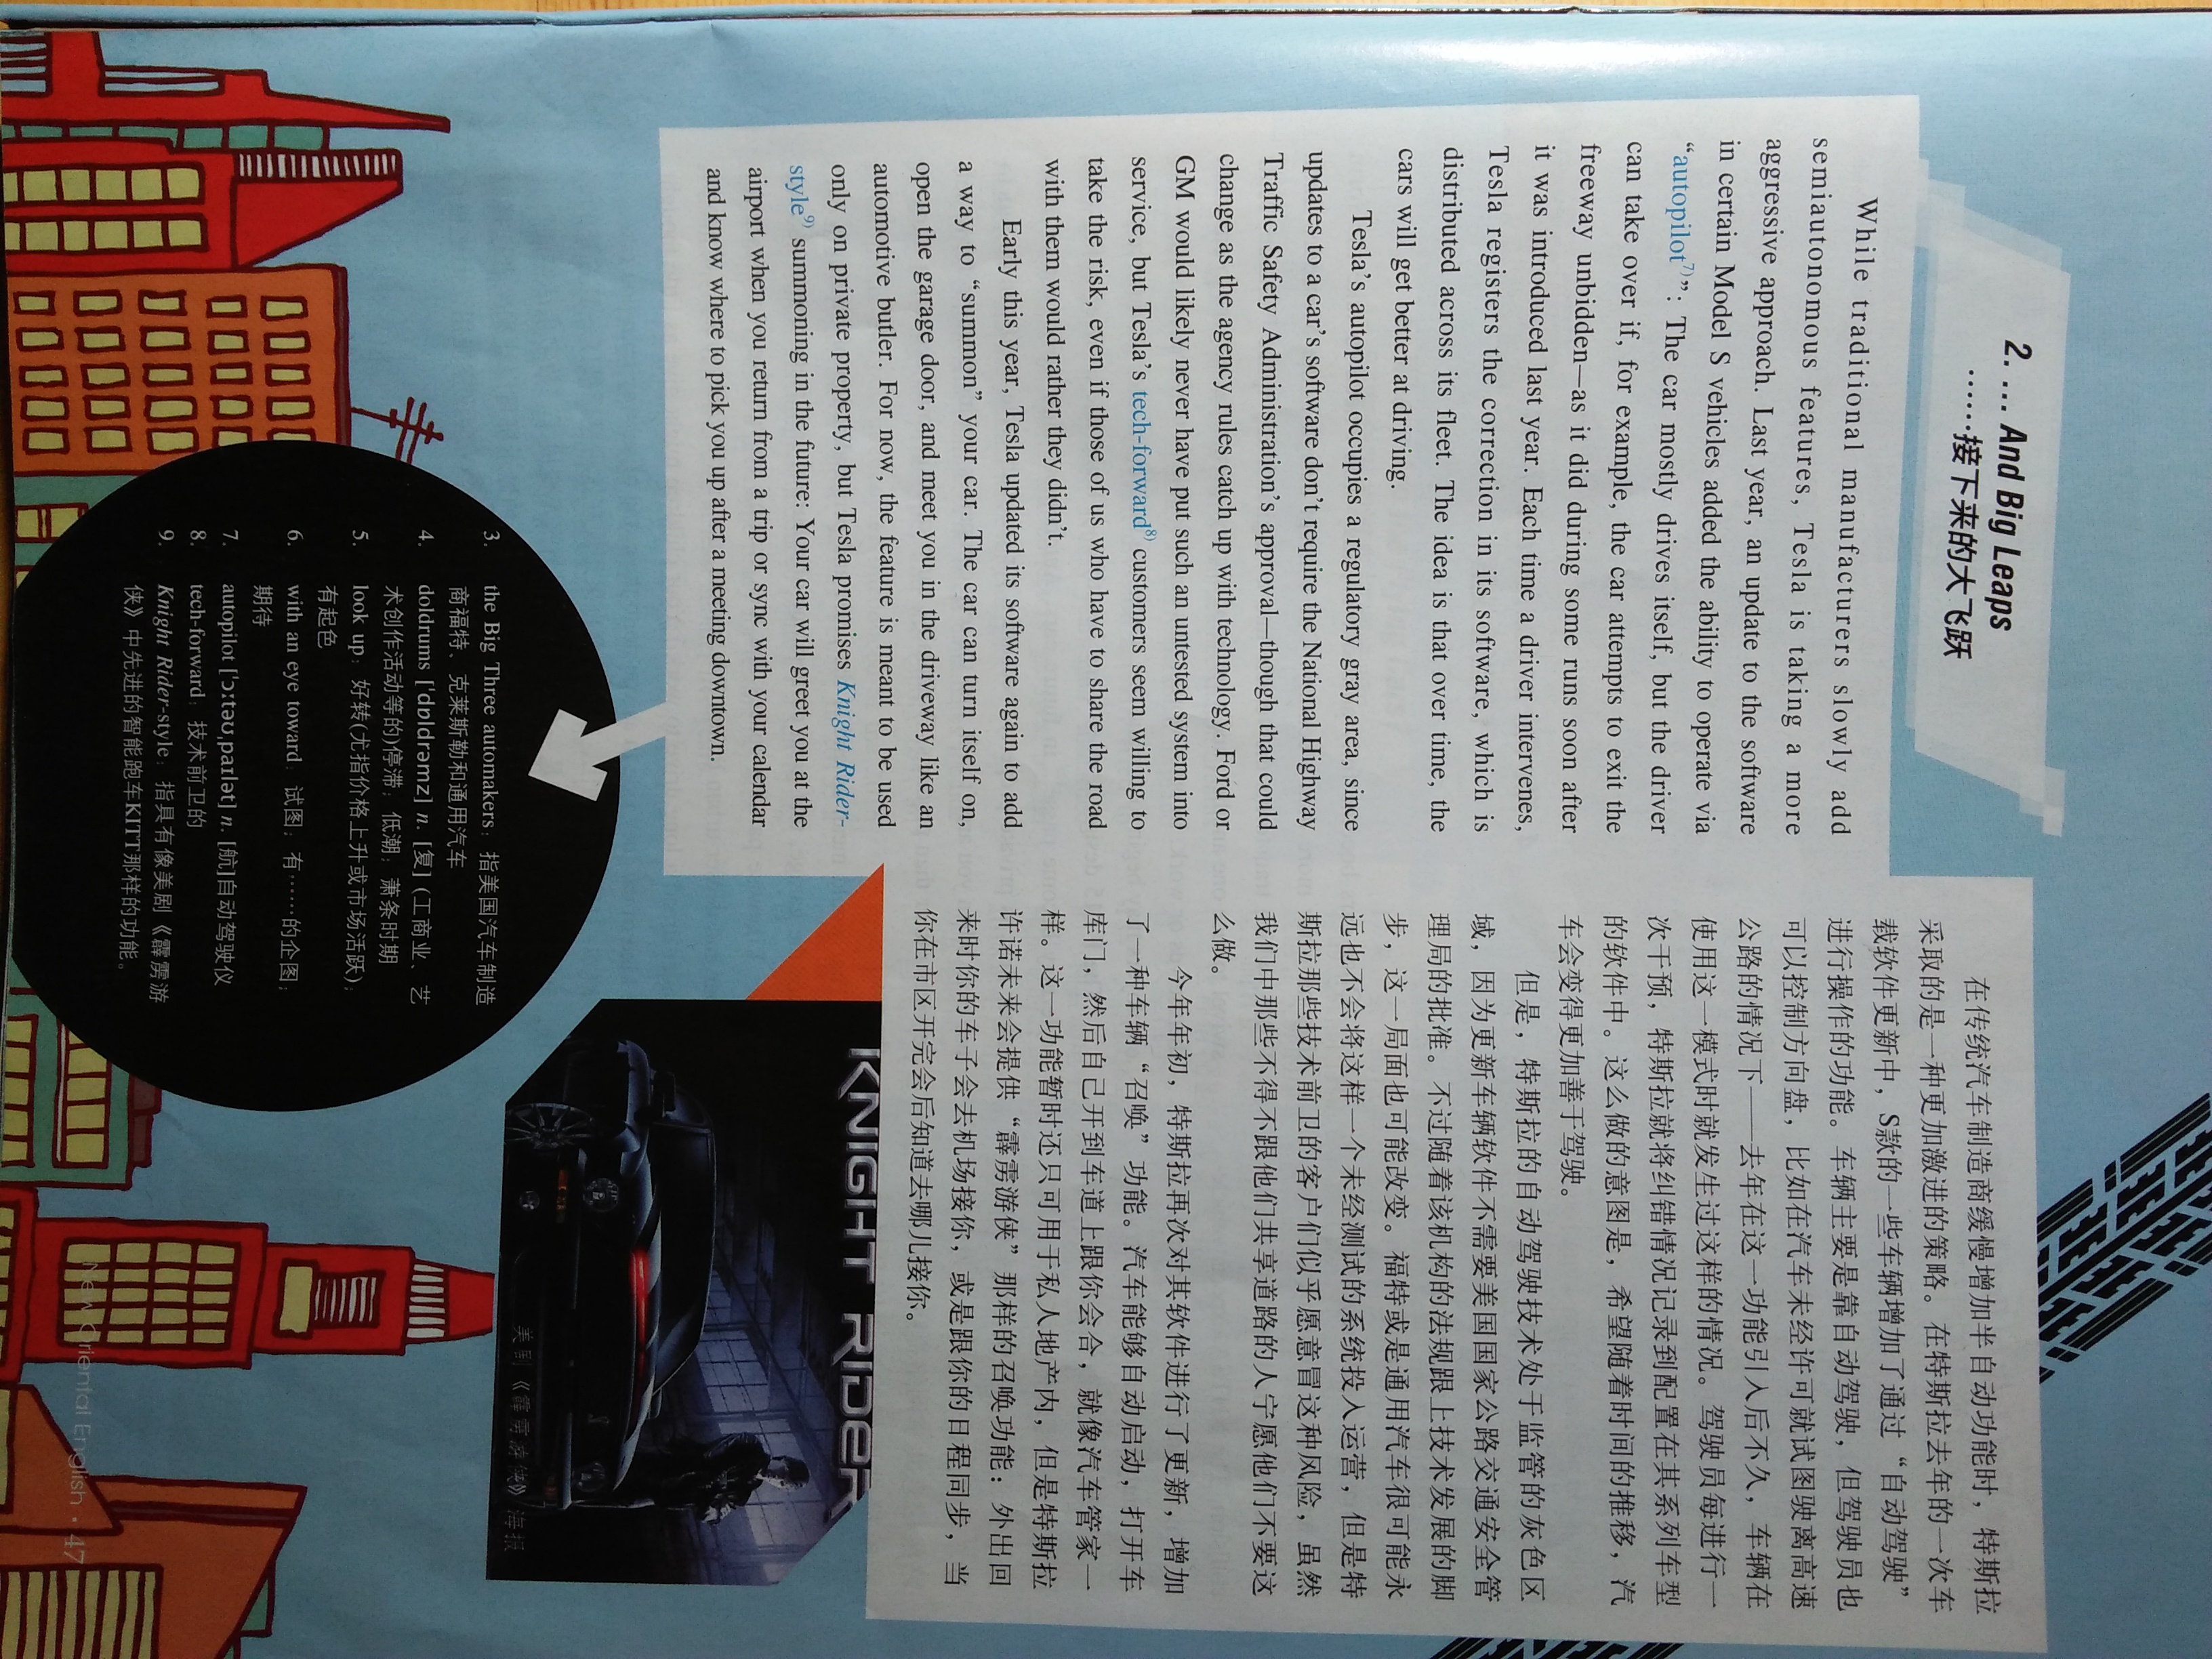 2. ... And Big Leaps
……接下来的大飞跃
While traditional manufacturers slowly add
semiautonomous features, Tesla is taking a more
aggressive approach. Last year, an update to the software
in certain Model S vehicles added the ability to operate via
“autopilot7)”: The car mostly drives itself, but the driver
can take over if, for example, the car attempts to exit the
freeway unbidden—as it did during some runs soon after
it was introduced last year. Each time a driver intervenes,
Tesla registers the correction in its software, which is
distributed across its fleet. The idea is that over time, the
cars will get better at driving.
Tesla's autopilot occupies a regulatory gray area, since
updates to a car's software don't require the National Highway
Traffic Safety Administration's approval—though that could
change as the agency rules catch up with technology. Ford or
GM would likely never have put such an untested system into
service, but Tesla's tech-forward8) customers seem willing to
take the risk, even if those of us who have to share the road
with them would rather they didn't.
Early this year, Tesla updated its software again to add
a way to “summon” your car. The car can turn itself on,
open the garage door, and meet you in the driveway like an
automotive butler. For now, the feature is meant to be used
only on private property, but Tesla promises Knight Rider-
style9) summoning in the future: Your car will greet you at the
airport when you return from a trip or sync with your calendar
and know where to pick you up after a meeting downtown.
在传统汽车制造商缓慢增加半自动功能时，特斯拉
采取的是一种更加激进的策略。在特斯拉去年的一次车
载软件更新中，S款的一些车辆增加了通过“自动驾驶”
进行操作的功能。车辆主要是靠自动驾驶，但驾驶员也
可以控制方向盘，比如在汽车未经许可就试图驶离高速
公路的情况下——去年在这一功能引入后不久，车辆在
使用这一模式时就发生过这样的情况。驾驶员每进行一
次干预，特斯拉就将纠错情况记录到配置在其系列车型
的软件中。这么做的意图是，希望随着时间的推移，汽
车会变得更加善于驾驶。
但是，特斯拉的自动驾驶技术处于监管的灰色区
域，因为更新车辆软件不需要美国国家公路交通安全管
理局的批准。不过随着该机构的法规跟上技术发展的脚
步，这一局面也可能改变。福特或是通用汽车很可能永
远也不会将这样一个未经测试的系统投入运营，但是特
斯拉那些技术前卫的客户们似乎愿意冒这种风险，虽然
我们中那些不得不跟他们共享道路的人宁愿他们不要这
么做。
今年年初，特斯拉再次对其软件进行了更新，增加
了一种车辆“召唤”功能。汽车能够自动启动，打开车
库门，然后自己开到车道上跟你会合，就像汽车管家一
样。这一功能暂时还只可用于私人地产内，但是特斯拉
许诺未来会提供“霹雳游侠”那样的召唤功能：外出回
来时你的车子会去机场接你，或是跟你的日程同步，当
你在市区开完会后知道去哪儿接你。
KNIGHT RIDER
美剧《霹雳游侠》海报
3. the Big Three automakers：指美国汽车制造
商福特、克莱斯勒和通用汽车
4. doldrums [ˈdɒldrəmz] n. [复]（工商业、艺
术创作活动等的)停滞；低潮；萧条时期
5. look up：好转(尤指价格上升或市场活跃)；
有起色
6. with an eye toward：试图；有……的企图；
期待
7. autopilot [ˈɔːtəʊˌpaɪlət] n. [航]自动驾驶仪
8. tech-forward：技术前卫的
9. Knight Rider-style：指具有像美剧《霹雳游
侠》中先进的智能跑车KITT那样的功能。
New Oriental English • 47